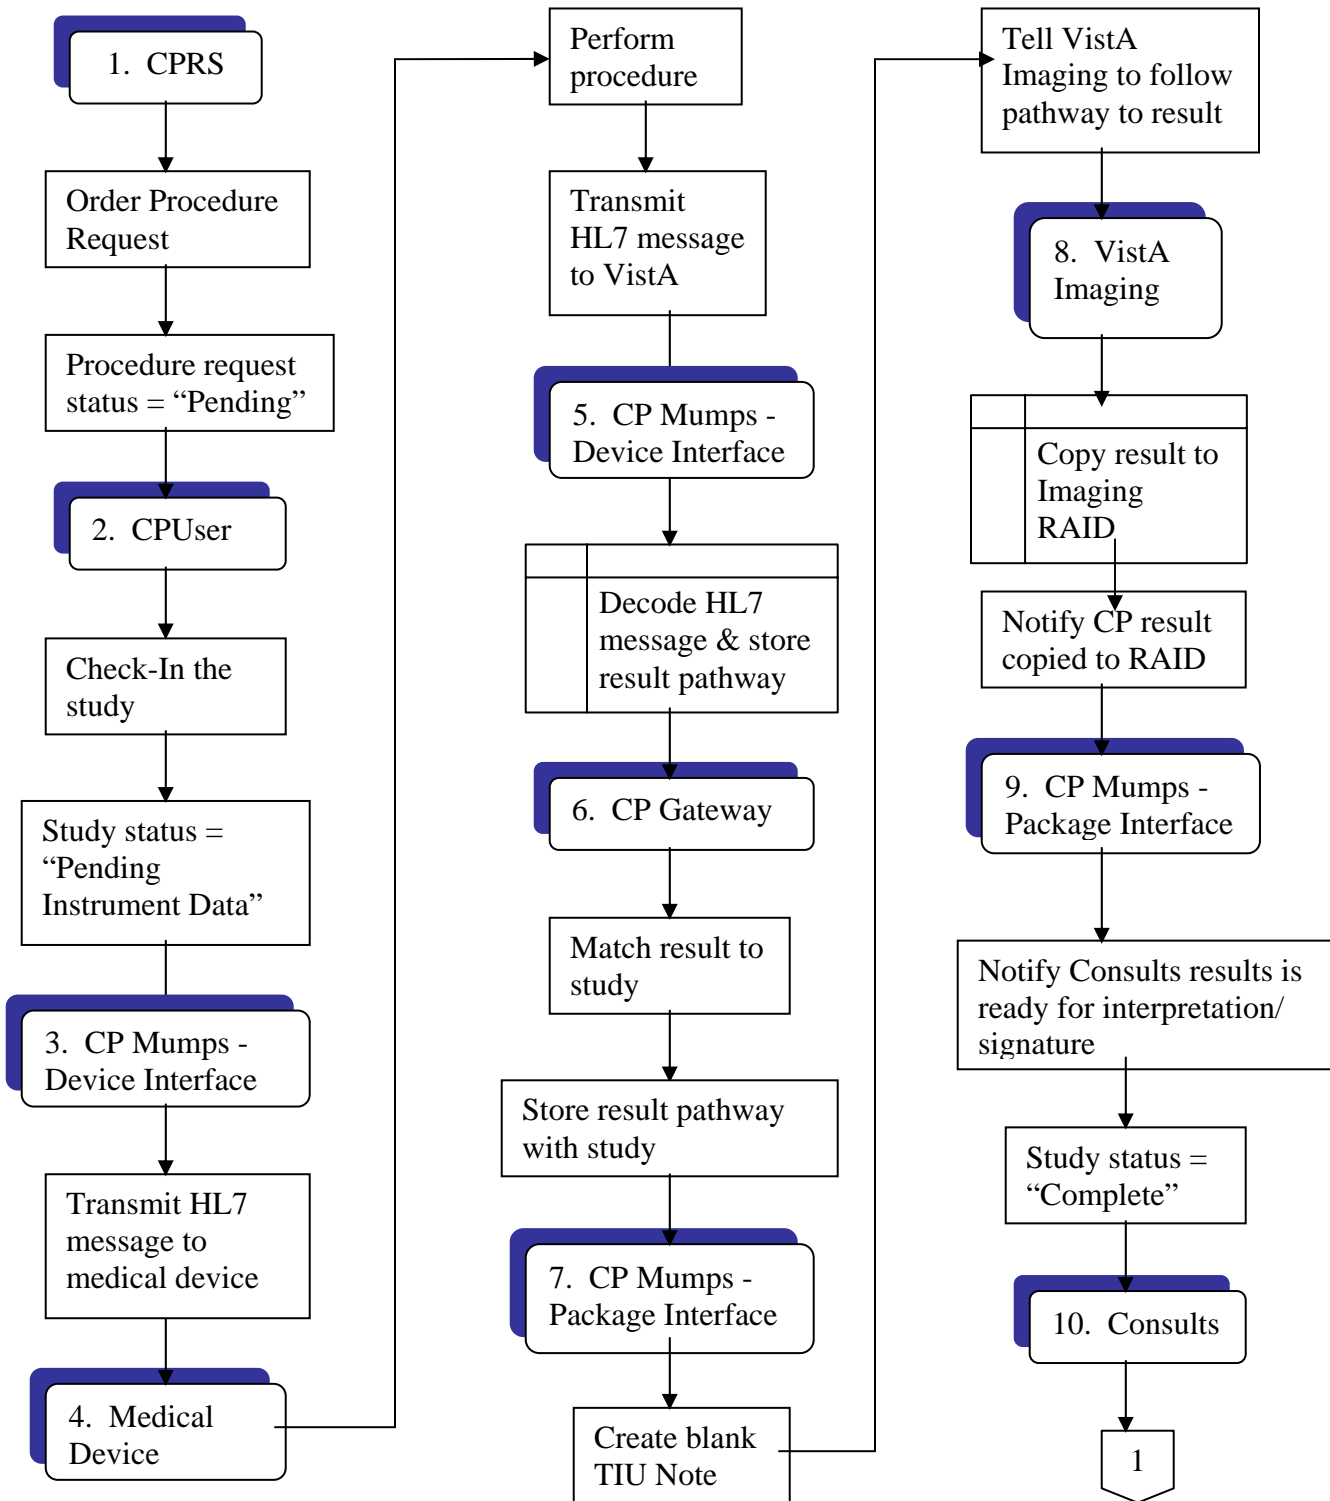 1. CPRS
Order Procedure
Request
Procedure request
status = “Pending”
2. CPUser
Check-In the
study
Study status =
“Pending
Instrument Data”
3. CP Mumps -
Device Interface
Transmit HL7
message to
medical device
4. Medical
Device
Perform
procedure
Transmit
HL7 message
to VistA
5. CP Mumps -
Device Interface
Decode HL7
message & store
result pathway
6. CP Gateway
Match result to
study
Store result pathway
with study
7. CP Mumps -
Package Interface
Create blank
TIU Note
Tell VistA
Imaging to follow
pathway to result
8. VistA
Imaging
Copy result to
Imaging
RAID
Notify CP result
copied to RAID
9. CP Mumps -
Package Interface
Notify Consults results is
ready for interpretation/
signature
Study status =
“Complete”
10. Consults
1